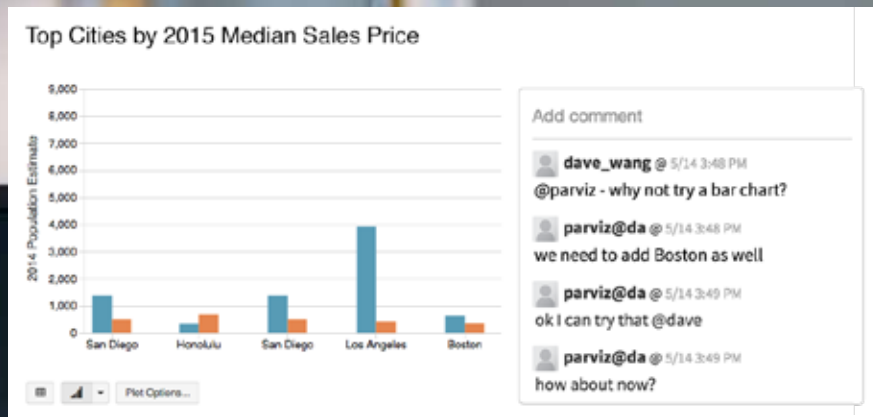 Top Cities by 2015 Median Sales Price
2014 Population Estimate
9,000
8,000
7,000
6,000
5,000
4,000
3,000
2,000
1,000
0
San Diego Honolulu San Diego Los Angeles Boston
Plot Options...
Add comment
dave_wang @ 5/14 3:48 PM
@parviz - why not try a bar chart?
parviz@da @ 5/14 3:48 PM
we need to add Boston as well
parviz@da @ 5/14 3:49 PM
ok I can try that @dave
parviz@da @ 5/14 3:49 PM
how about now?